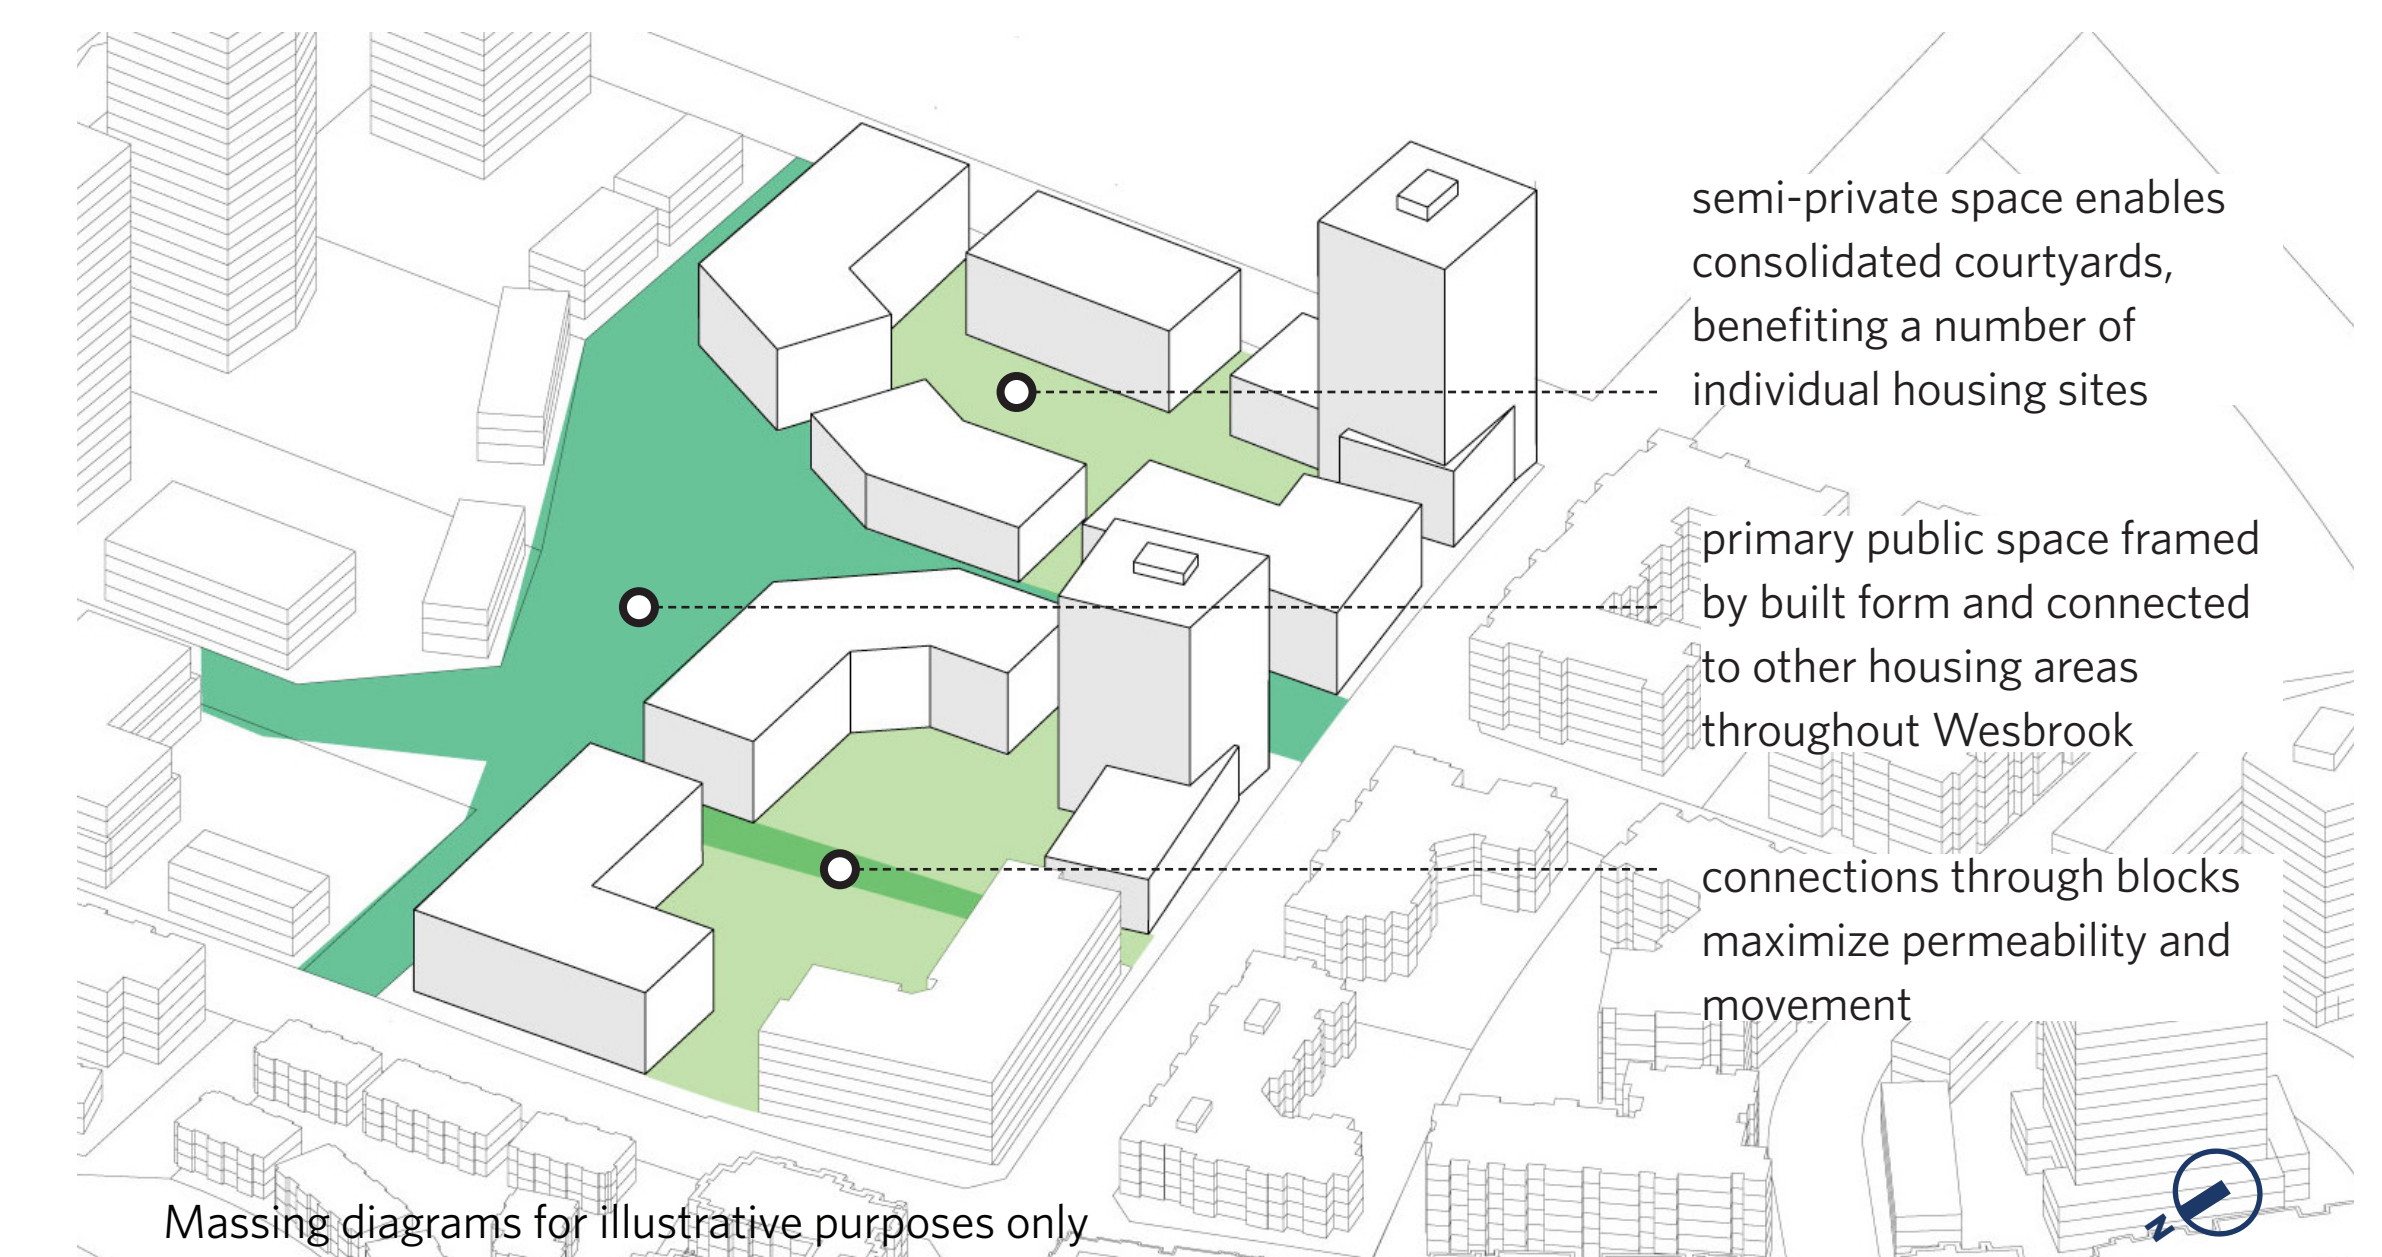 semi-private space enables
consolidated courtyards,
benefiting a number of
individual housing sites
primary public space framed
by built form and connected
to other housing areas
throughout Wesbrook
connections through blocks
maximize permeability and
movement
Massing diagrams for illustrative purposes only
N